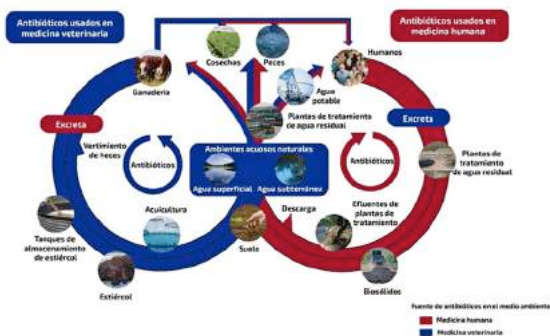 Antibióticos usados en
medicina veterinaria
Antibióticos usados en
medicina humana
Cosechas
Peces
Humanos
Ganadería
Agua
potable
Plantas de tratamiento
de agua residual
Excreta
Excreta
Vertimiento
de heces
Antibióticos
Ambientes acuosos naturales
Agua superficial
Agua subterránea
Antibióticos
Plantas de
tratamiento
de agua residual
Acuicultura
Descarga
Efluentes de
plantas de
tratamiento
Suelo
Tanques de
almacenamiento
de estiércol
Estiércol
Biosólidos
Fuente de antibióticos en el medio ambiente
Medicina humana
Medicina veterinaria